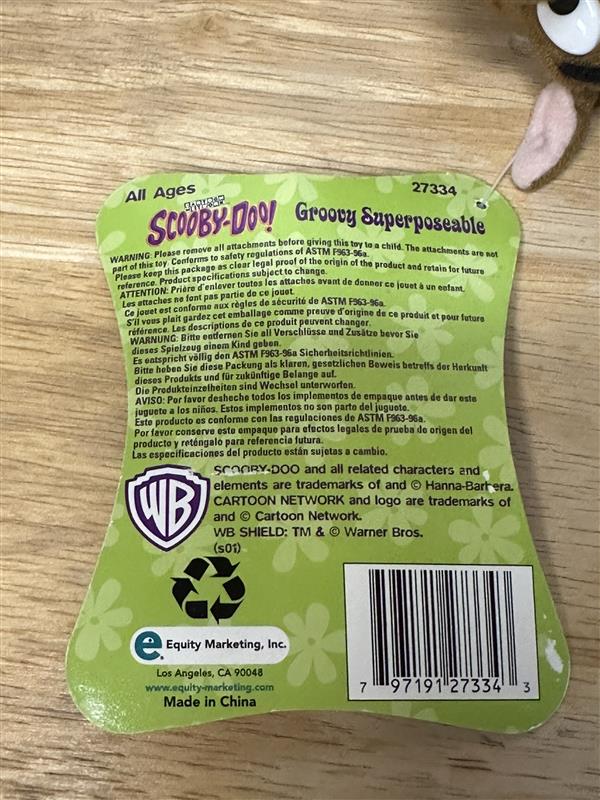 All Ages
27334
CARTOON NETWORK
SCOOBY-DOO! Groovy Superposeable
WARNING: Please remove all attachments before giving this toy to a child. The attachments are not
part of this toy. Conforms to safety regulations of ASTM F963-96a.
Please keep this package as clear legal proof of the origin of the product and retain for future
reference. Product specifications subject to change.
ATTENTION: Prière d'enlever toutes les attaches avant de donner ce jouet à un enfant.
Les attaches ne font pas partie de ce jouet.
Ce jouet est conforme aux règles de sécurité de ASTM F963-96a.
S'il vous plait gardez cet emballage comme preuve d'origine de ce produit et pour future
référence. Les descriptions de ce produit peuvent changer.
WARNUNG: Bitte entfernen Sie all Verschlüsse und Zusätze bevor Sie
dieses Spielzeug einem Kind geben.
Es entspricht völlig den ASTM F963-96a Sicherheitsrichtlinien.
Bitte heben Sie diese Packung als klaren, gesetzlichen Beweis betreffs der Herkunft
dieses Produkts und für zukünftige Belange auf.
Die Produkteinzelheiten sind Wechsel unterworfen.
AVISO: Por favor deseche todos los implementos de empaque antes de dar este
juguete a los niños. Estos implementos no son parte del juguete.
Este producto es conforme con las regulaciones de ASTM F963-96a.
Por favor conserve este empaque para efectos legales de prueba de origen del
producto y reténgalo para referencia futura.
Las especificaciones del producto están sujetas a cambio.
WB
SCOOBY-DOO and all related characters and
elements are trademarks of and © Hanna-Barbera.
CARTOON NETWORK and logo are trademarks of
and © Cartoon Network.
WB SHIELD: TM & © Warner Bros.
(s01)
e. Equity Marketing, Inc.
Los Angeles, CA 90048
www.equity-marketing.com
Made in China
7 97191 27334 3